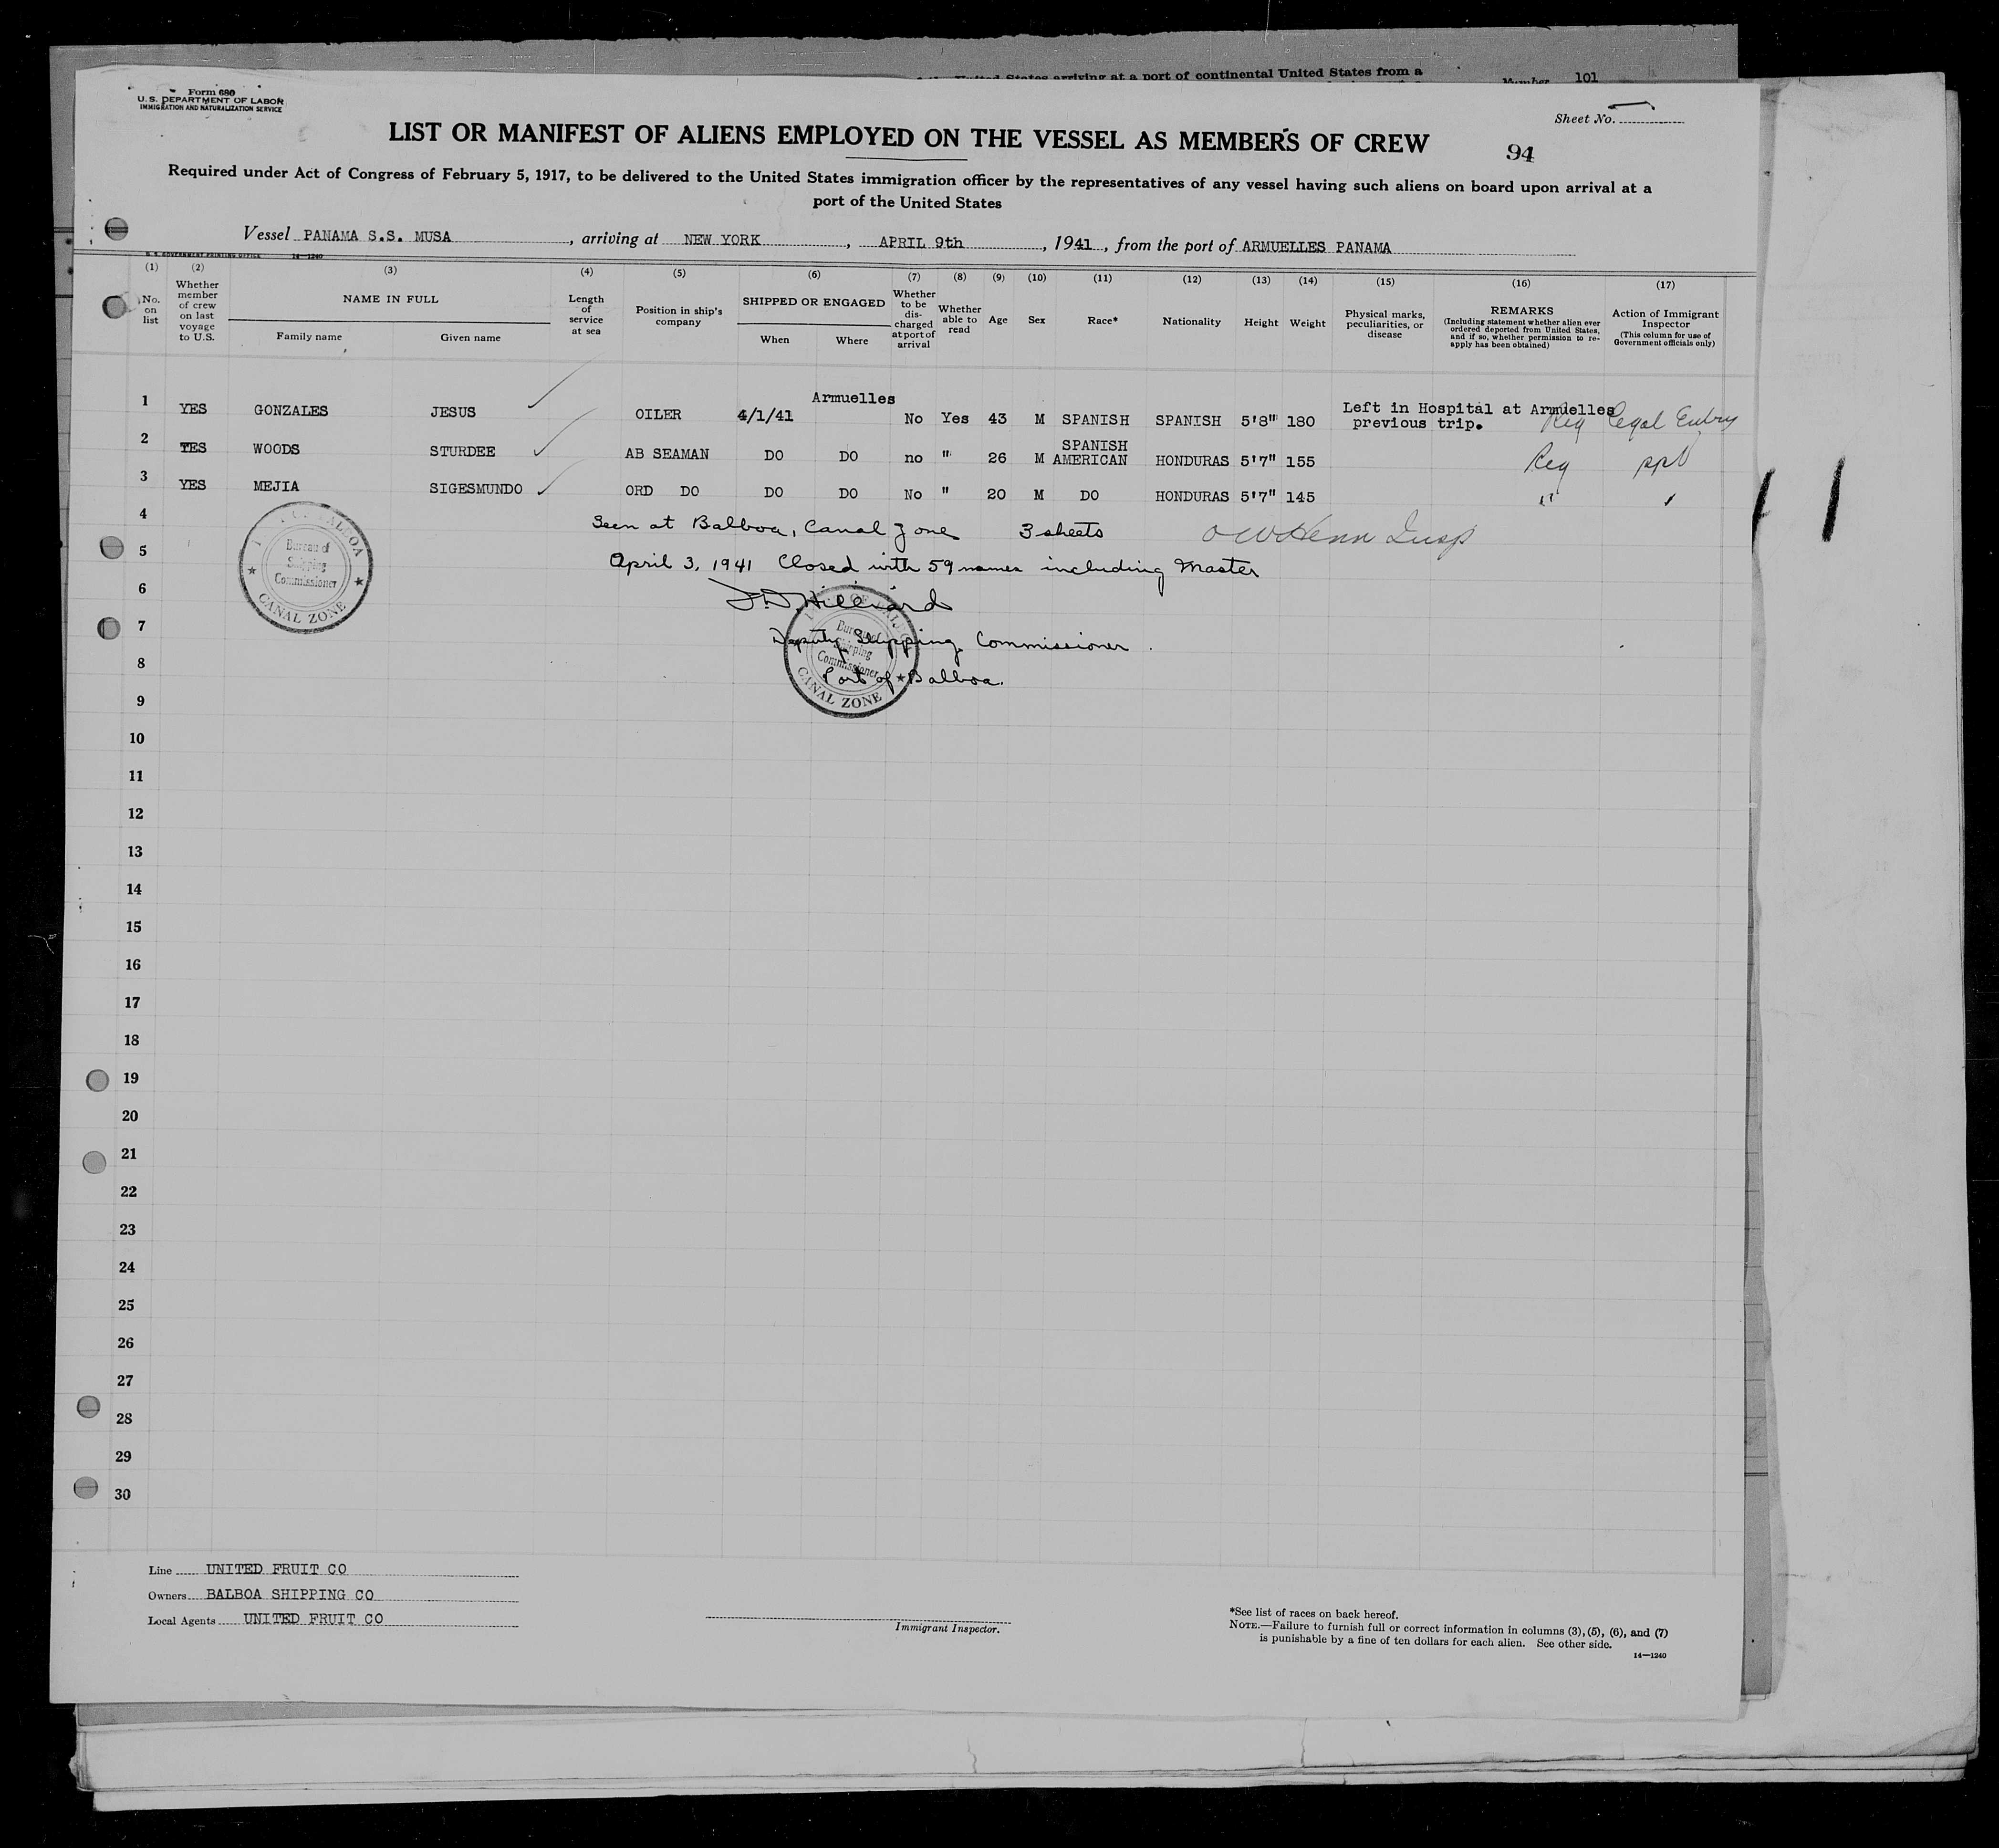 United States arriving at a port of continental United States from a
Number 101
Form 680
U.S. DEPARTMENT OF LABOR
IMMIGRATION AND NATURALIZATION SERVICE
Sheet No.
LIST OR MANIFEST OF ALIENS EMPLOYED ON THE VESSEL AS MEMBERS OF CREW
94
Required under Act of Congress of February 5, 1917, to be delivered to the United States immigration officer by the representatives of any vessel having such aliens on board upon arrival at a
port of the United States
Vessel PANAMA S.S. MUSA, arriving at NEW YORK, APRIL 9th, 1941, from the port of ARMUELLES PANAMA
U.S. GOVERNMENT PRINTING OFFICE 14—1240
(1) (2) (3) (4) (5) (6) (7) (8) (9) (10) (11) (12) (13) (14) (15) (16) (17)
No. on list
Whether member of crew on last voyage to U.S.
NAME IN FULL
Family name
Given name
Length of service at sea
Position in ship's company
SHIPPED OR ENGAGED
When
Where
Whether to be discharged at port of arrival
Whether able to read
Age
Sex
Race*
Nationality
Height
Weight
Physical marks, peculiarities, or disease
REMARKS
(Including statement whether alien ever ordered deported from United States, and if so, whether permission to reapply has been obtained)
Action of Immigrant Inspector
(This column for use of Government officials only)
1 YES GONZALES JESUS OILER 4/1/41 Armuelles No Yes 43 M SPANISH SPANISH 5'8" 180 Left in Hospital at Armuelles previous trip. Reg Legal Entry
2 YES WOODS STURDEE AB SEAMAN DO DO no " 26 M SPANISH AMERICAN HONDURAS 5'7" 155 Reg
3 YES MEJIA SIGESMUNDO ORD DO DO DO No " 20 M DO HONDURAS 5'7" 145 "
4
Seen at Balboa, Canal Zone 3 sheets
5
April 3, 1941 Closed with 59 names including Master
6
Hilliard
7
Deputy Shipping Commissioner
8
Port of Balboa.
BALBOA
Bureau of
Shipping
Commissioner
CANAL ZONE
Bureau of
Shipping
Commissioner
CANAL ZONE
9
10
11
12
13
14
15
16
17
18
19
20
21
22
23
24
25
26
27
28
29
30
Line UNITED FRUIT CO
Owners BALBOA SHIPPING CO
Local Agents UNITED FRUIT CO
Immigrant Inspector.
*See list of races on back hereof.
NOTE.—Failure to furnish full or correct information in columns (3), (5), (6), and (7)
is punishable by a fine of ten dollars for each alien. See other side.
14—1240